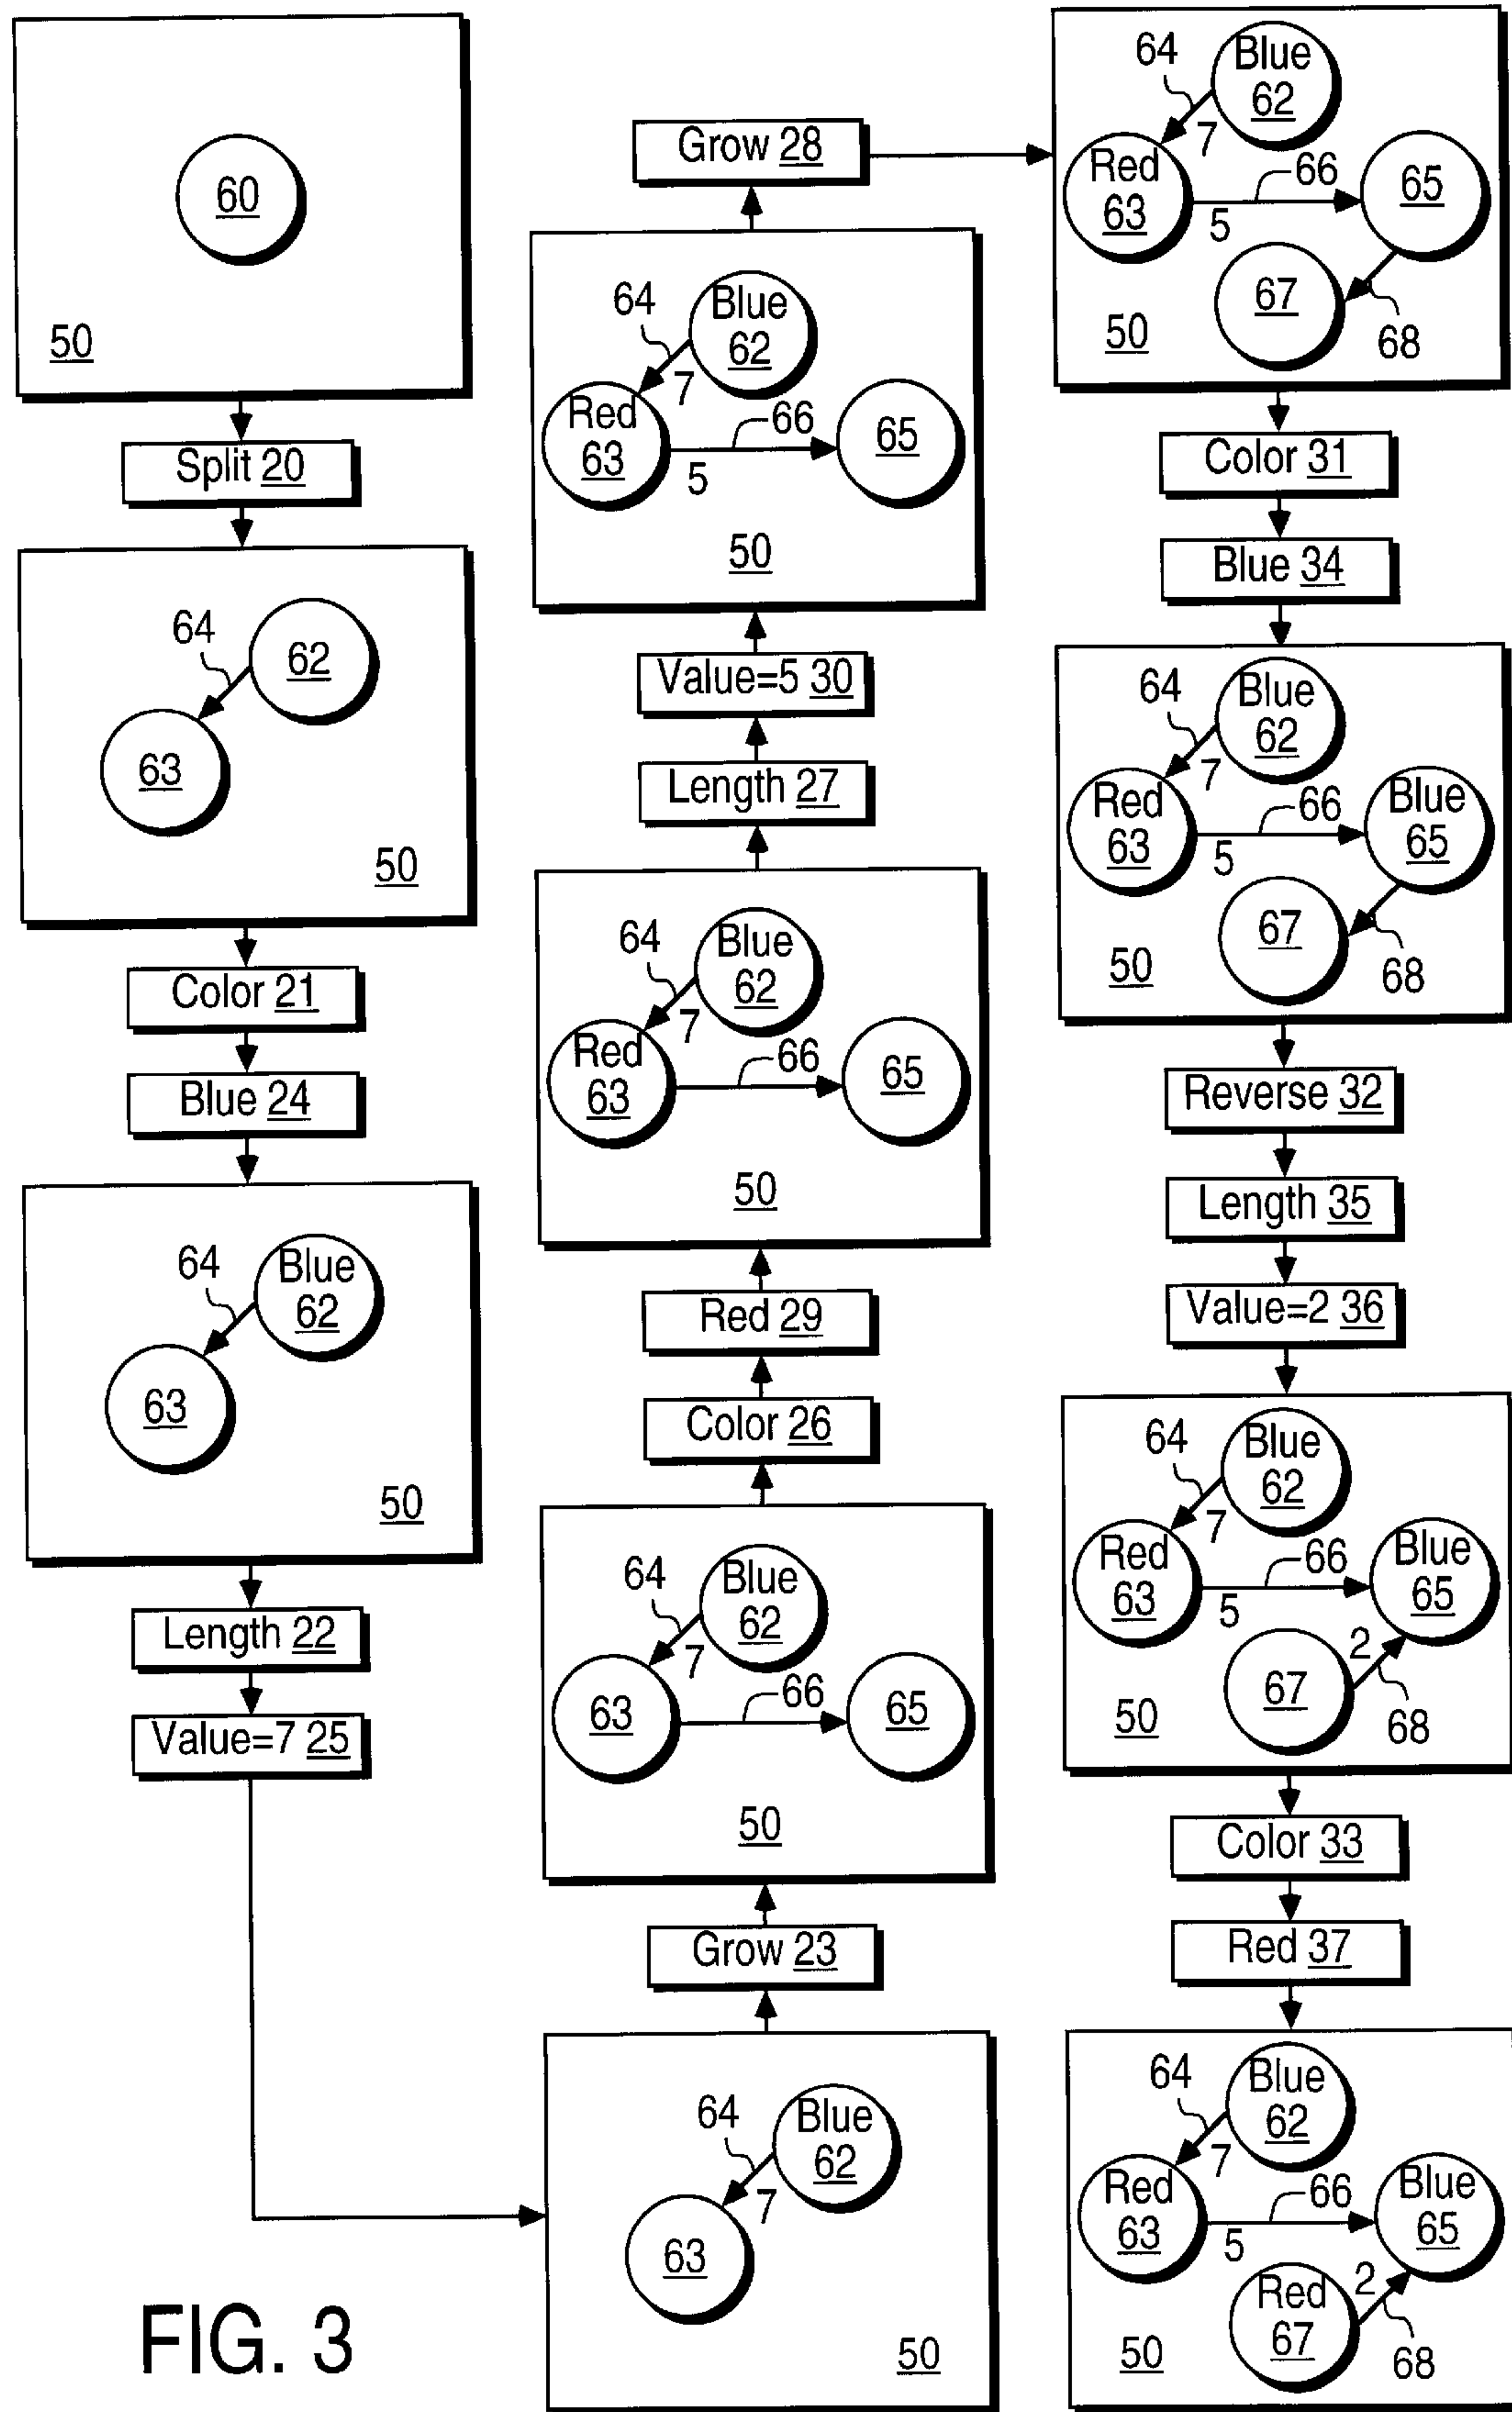 60
50
Split 20
64
62
63
50
Color 21
Blue 24
64
Blue
62
63
50
Length 22
Value=7 25
64
Blue
62
7
63
50
Grow 23
64
Blue
62
7
66
63
65
50
Color 26
Red 29
64
Blue
62
7
Red
63
66
65
50
Length 27
Value=5 30
64
Blue
62
7
Red
63
66
65
5
50
Grow 28
64
Blue
62
7
Red
63
66
65
5
67
50
68
Color 31
Blue 34
64
Blue
62
7
Red
63
66
Blue
65
5
67
50
68
Reverse 32
Length 35
Value=2 36
64
Blue
62
7
Red
63
66
Blue
65
5
2
67
50
68
Color 33
Red 37
64
Blue
62
7
Red
63
66
Blue
65
5
2
Red
67
50
68
FIG. 3